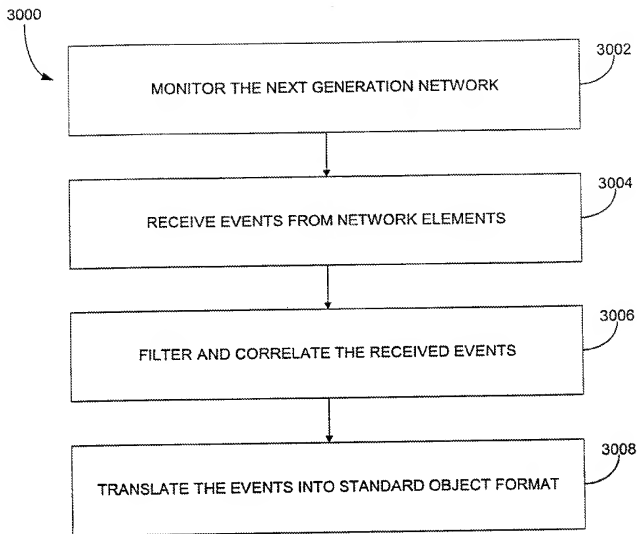 3000
3002
MONITOR THE NEXT GENERATION NETWORK
3004
RECEIVE EVENTS FROM NETWORK ELEMENTS
3006
FILTER AND CORRELATE THE RECEIVED EVENTS
3008
TRANSLATE THE EVENTS INTO STANDARD OBJECT FORMAT